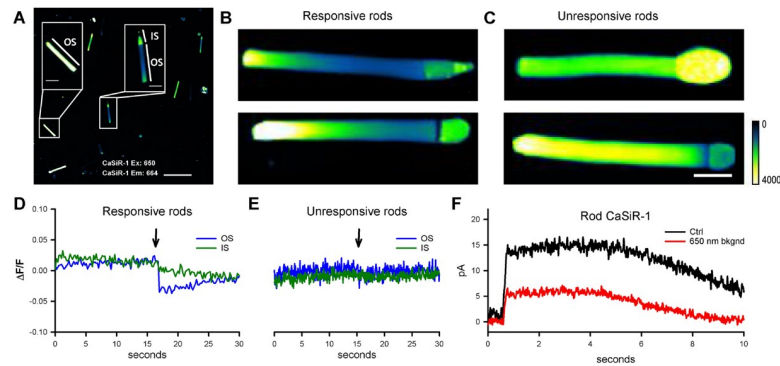 A
OS
IS
OS
CaSiR-1 Ex: 650
CaSiR-1 Em: 664
B
Responsive rods
C
Unresponsive rods
0
4000
D
Responsive rods
OS
IS
ΔF/F
0.10
0.05
0.00
-0.05
-0.10
0 5 10 15 20 25 30
seconds
E
Unresponsive rods
OS
IS
0 5 10 15 20 25 30
seconds
F
Rod CaSiR-1
Ctrl
650 nm bkgnd
pA
20
15
10
5
0
0 2 4 6 8 10
seconds